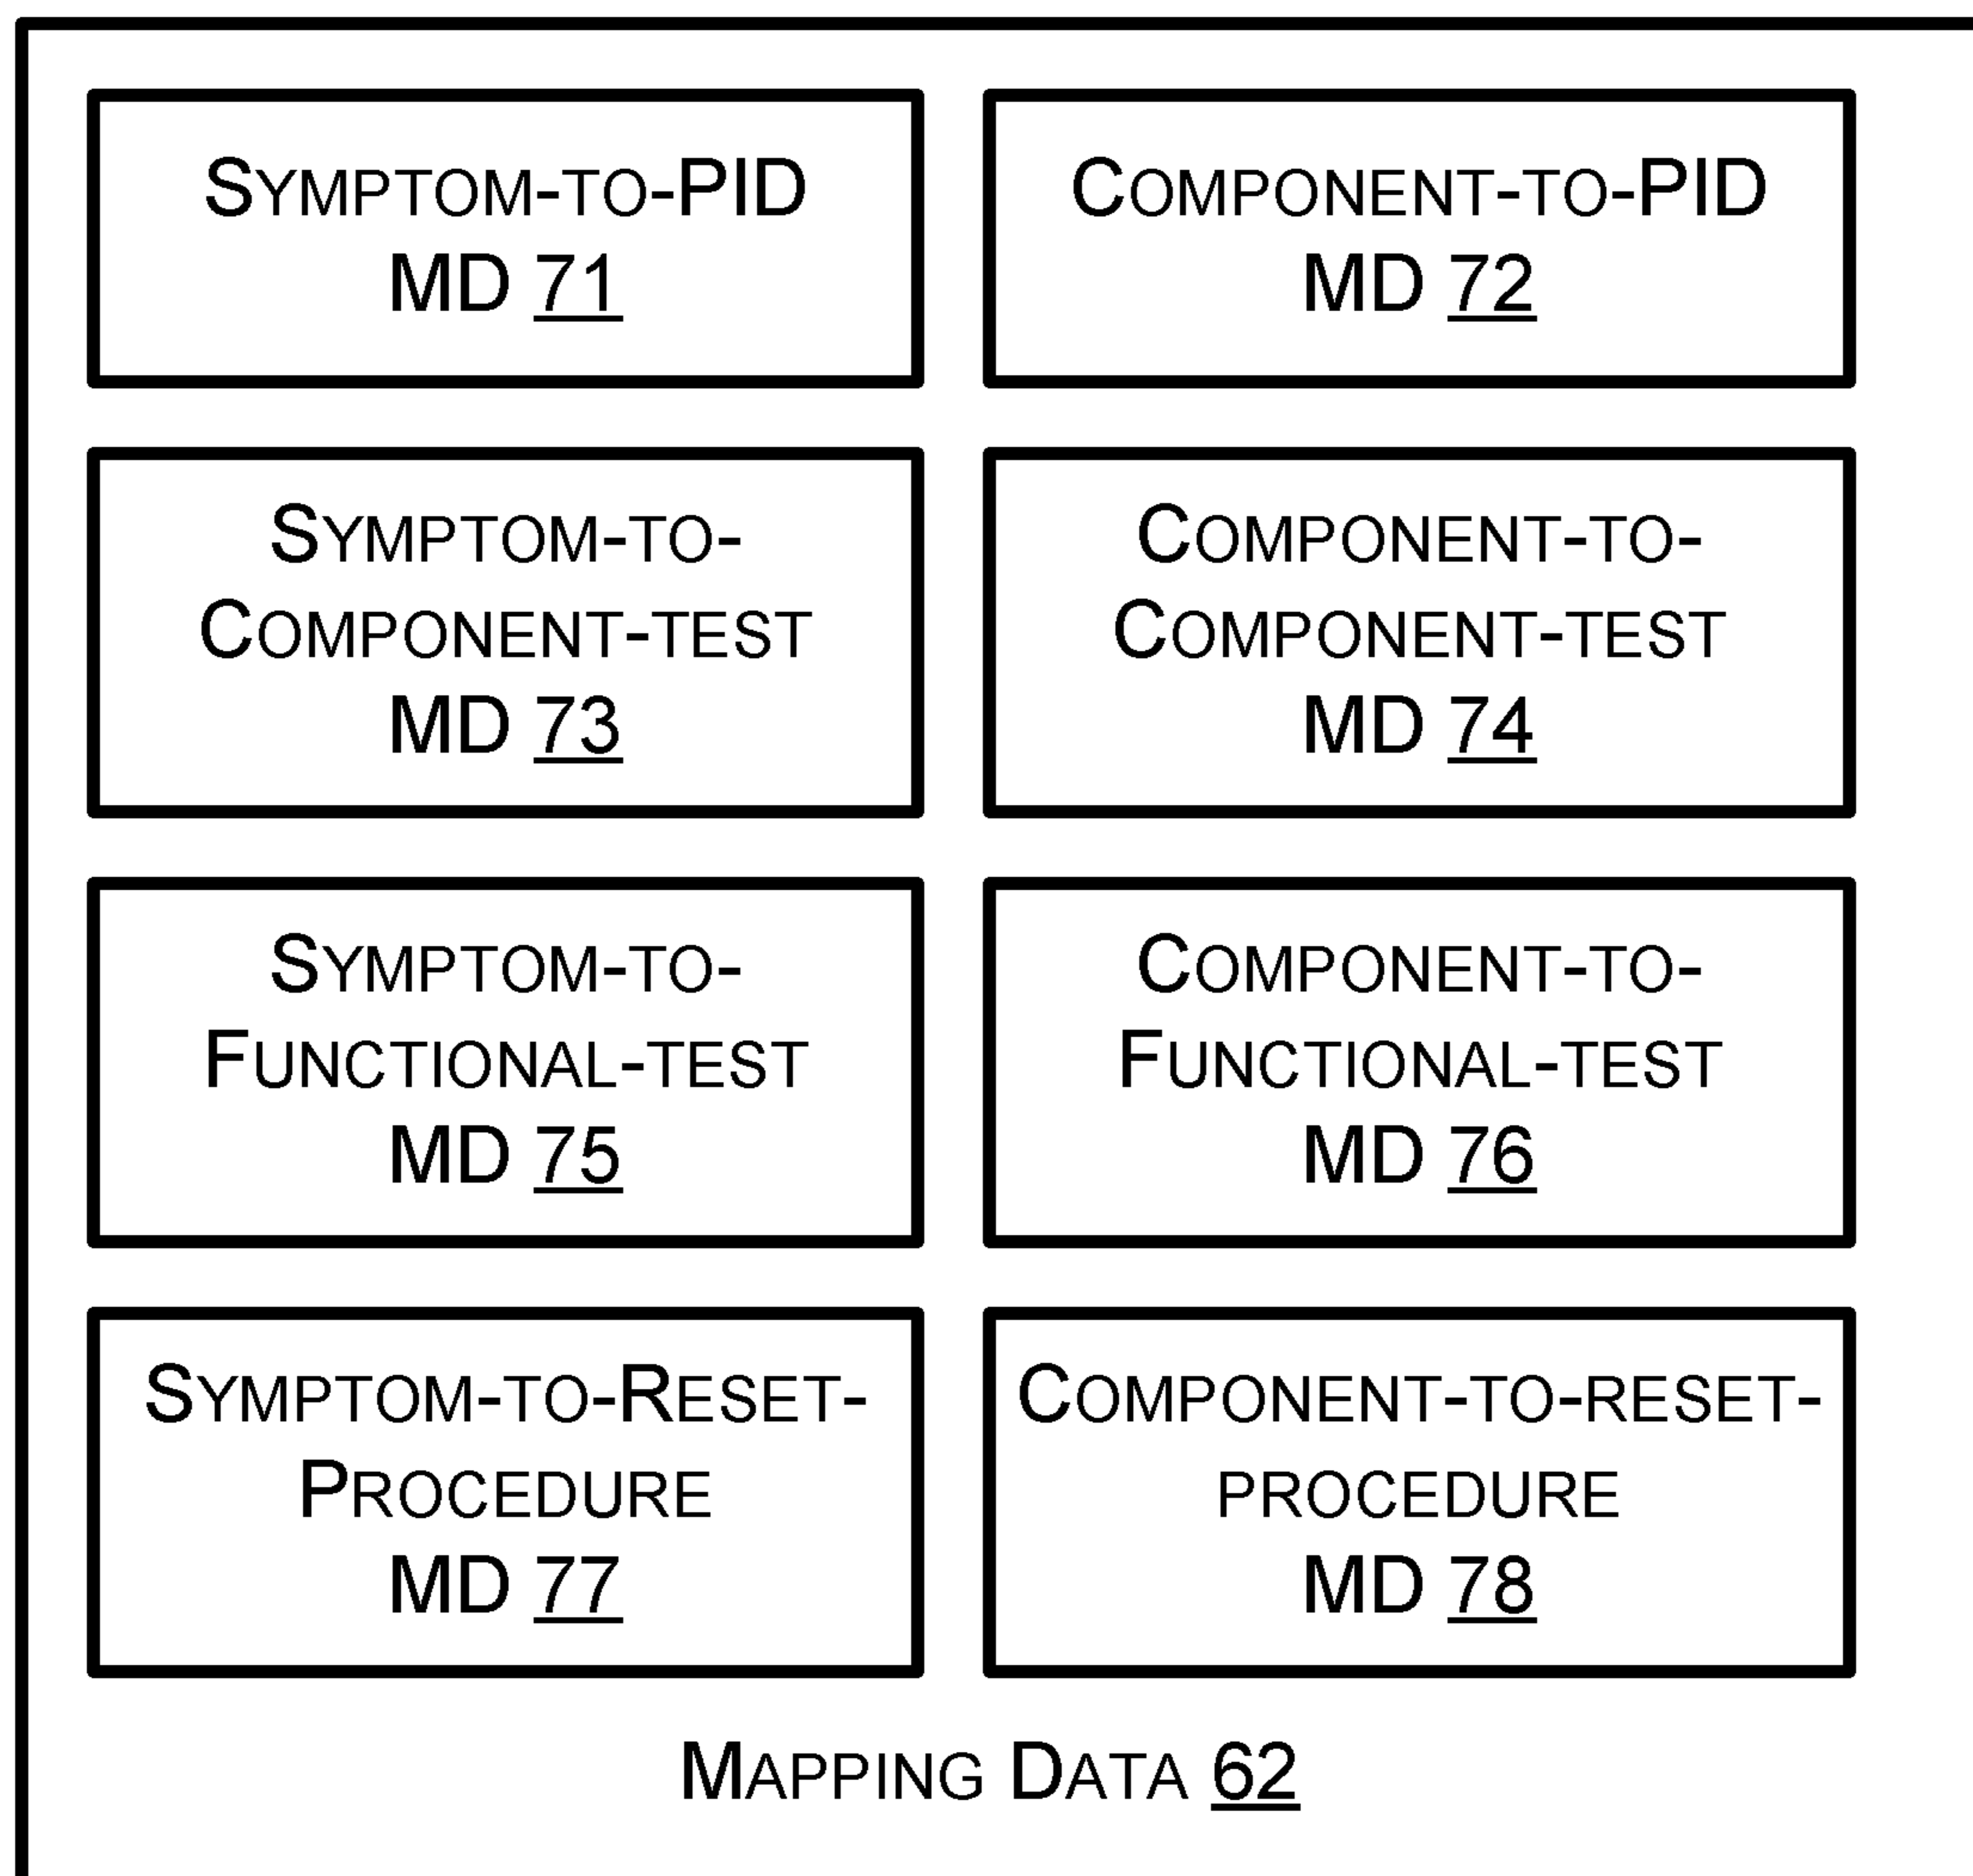 Symptom-to-PID
MD 71
Component-to-PID
MD 72
Symptom-to-
Component-test
MD 73
Component-to-
Component-test
MD 74
Symptom-to-
Functional-test
MD 75
Component-to-
Functional-test
MD 76
Symptom-to-Reset-
Procedure
MD 77
Component-to-reset-
procedure
MD 78
Mapping Data 62